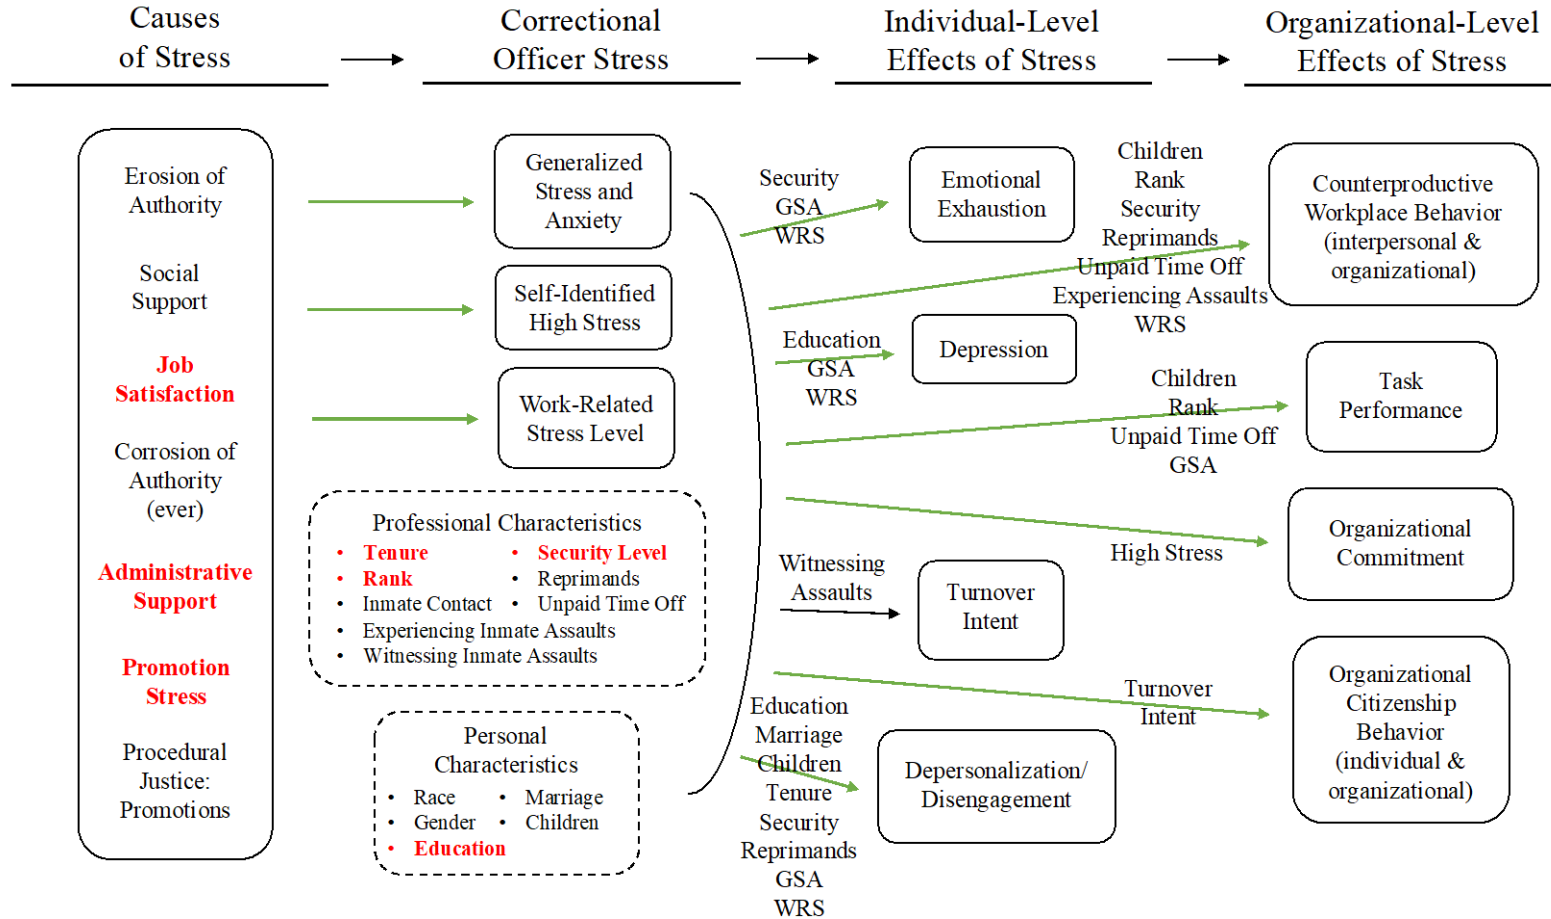 Causes
of Stress
Correctional
Officer Stress
Individual-Level
Effects of Stress
Organizational-Level
Effects of Stress
Erosion of
Authority
Social
Support
Job
Satisfaction
Corrosion of
Authority
(ever)
Administrative
Support
Promotion
Stress
Procedural
Justice:
Promotions
Generalized
Stress and
Anxiety
Self-Identified
High Stress
Work-Related
Stress Level
Professional Characteristics
• Tenure
• Rank
• Inmate Contact
• Experiencing Inmate Assaults
• Witnessing Inmate Assaults
• Security Level
• Reprimands
• Unpaid Time Off
Personal
Characteristics
• Race
• Gender
• Education
• Marriage
• Children
Security
GSA
WRS
Emotional
Exhaustion
Education
GSA
WRS
Depression
Witnessing
Assaults
Turnover
Intent
Education
Marriage
Children
Tenure
Security
Reprimands
GSA
WRS
Depersonalization/
Disengagement
Children
Rank
Security
Reprimands
Unpaid Time Off
Experiencing Assaults
WRS
Counterproductive
Workplace Behavior
(interpersonal &
organizational)
Children
Rank
Unpaid Time Off
GSA
Task
Performance
High Stress
Organizational
Commitment
Turnover
Intent
Organizational
Citizenship
Behavior
(individual &
organizational)